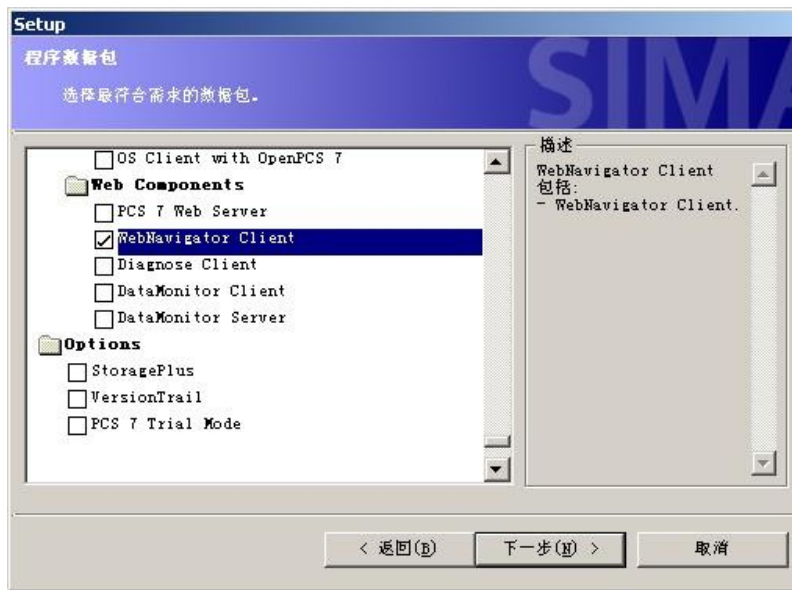 Setup
程序数据包
选择最符合需求的数据包。
SIMA
OS Client with OpenPCS 7
Web Components
PCS 7 Web Server
WebNavigator Client
Diagnose Client
DataMonitor Client
DataMonitor Server
Options
StoragePlus
VersionTrail
PCS 7 Trial Mode
描述
WebNavigator Client
包括:
- WebNavigator Client.
< 返回(B)
下一步(N) >
取消